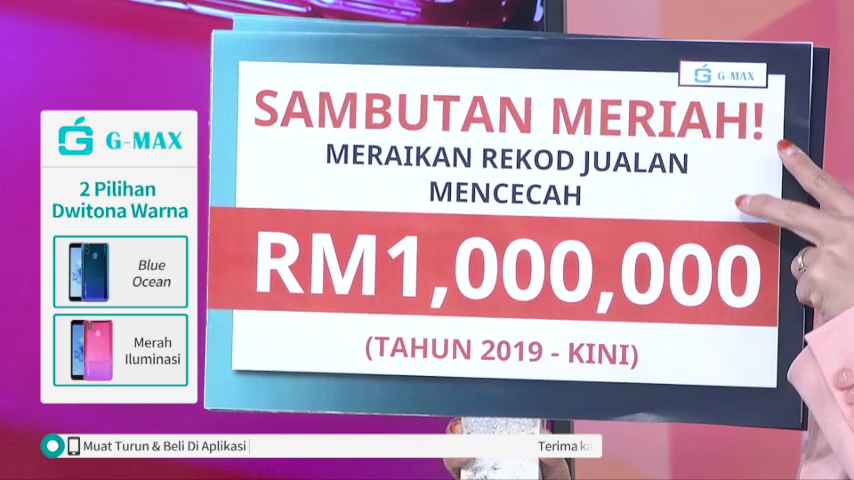 G-MAX
SAMBUTAN MERIAH!
MERAIKAN REKOD JUALAN
MENCECAH
RM1,000,000
(TAHUN 2019 - KINI)
G-MAX
2 Pilihan
Dwitona Warna
Blue
Ocean
Merah
Iluminasi
Muat Turun & Beli Di Aplikasi
Terima